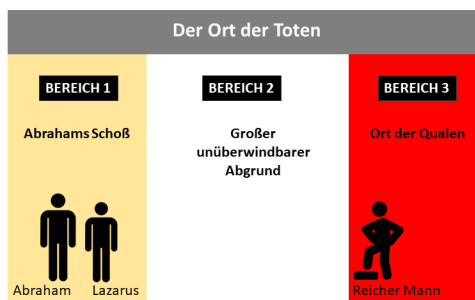 Der Ort der Toten
BEREICH 1
Abrahams Schoß
Abraham Lazarus
BEREICH 2
Großer
unüberwindbarer
Abgrund
BEREICH 3
Ort der Qualen
Reicher Mann